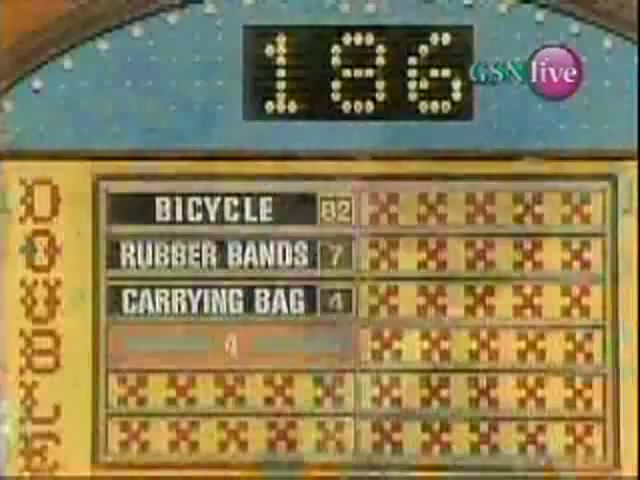 186
GSN live
BICYCLE 82
RUBBER BANDS 7
CARRYING BAG 4
4
DOUBLE